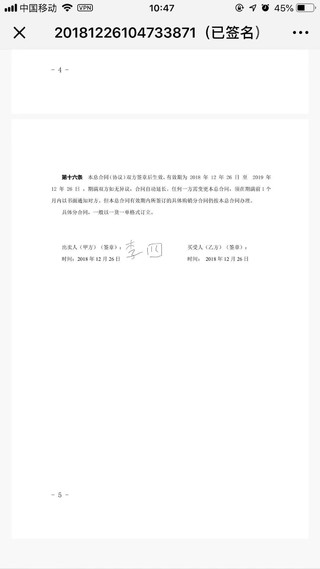 中国移动 VPN 10:47 45%
20181226104733871（已签名）
- 4 -
第十六条 本总合同(协议)双方签章后生效，有效期为 2018 年 12 年 26 日 至 2019 年
12 年 26 日，期满双方如无异议，合同自动延长。任何一方需变更本总合同，须在期满前 1 个
月内以书面通知对方。但本总合同有效期内所签订的具体购销分合同仍按本总合同办理。
具体分合同，一般以一货一单格式订立。
出卖人（甲方）（签章）： 李四 买受人（乙方）（签章）：
时间：2018 年 12 月 26 日 时间： 2018 年 12 月 26 日
- 5 -